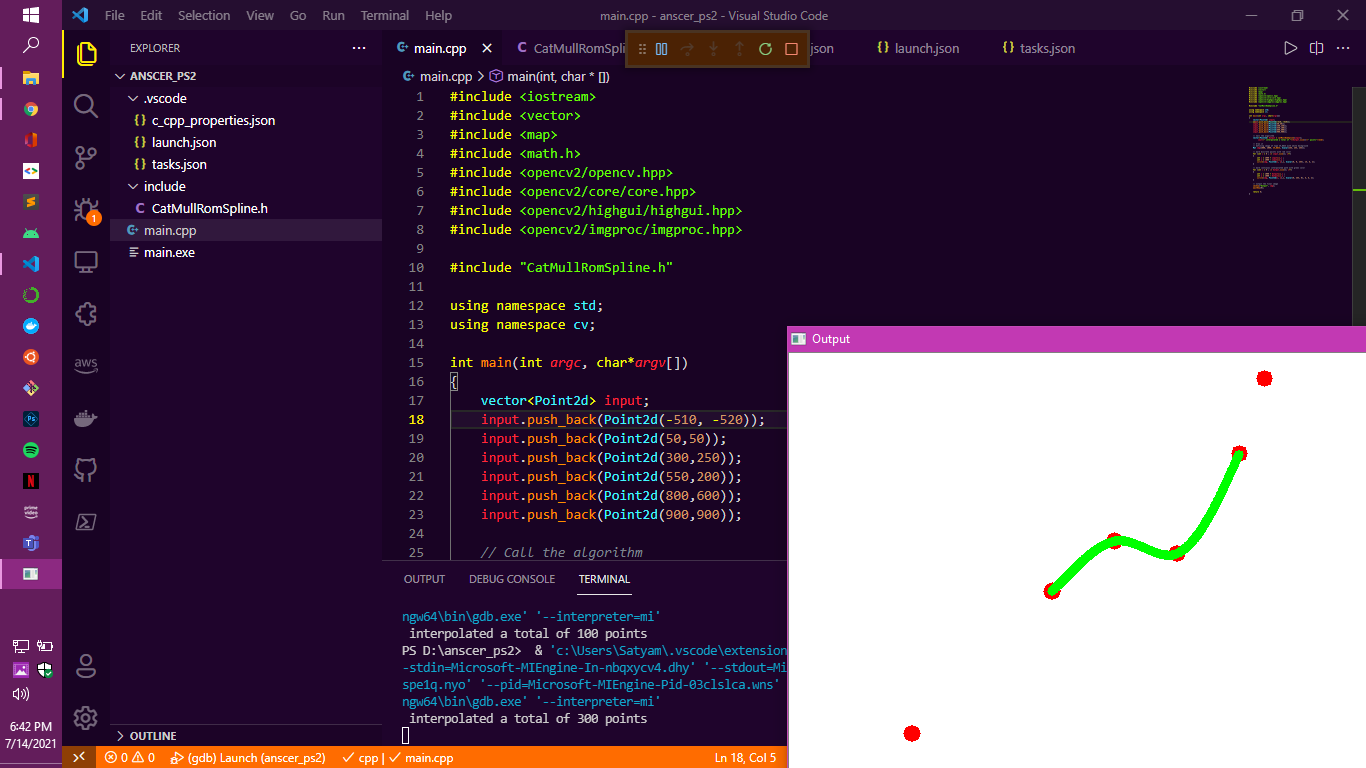 File Edit Selection View Go Run Terminal Help
main.cpp - anscer_ps2 - Visual Studio Code
EXPLORER
ANSCER_PS2
.vscode
c_cpp_properties.json
launch.json
tasks.json
include
C CatMullRomSpline.h
main.cpp
main.exe
OUTLINE
main.cpp
C CatMullRomSpli
son
launch.json
tasks.json
main.cpp > main(int, char * [])
1 #include <iostream>
2 #include <vector>
3 #include <map>
4 #include <math.h>
5 #include <opencv2/opencv.hpp>
6 #include <opencv2/core/core.hpp>
7 #include <opencv2/highgui/highgui.hpp>
8 #include <opencv2/imgproc/imgproc.hpp>
9
10 #include "CatMullRomSpline.h"
11
12 using namespace std;
13 using namespace cv;
14
15 int main(int argc, char*argv[])
16 {
17 vector<Point2d> input;
18 input.push_back(Point2d(-510, -520));
19 input.push_back(Point2d(50,50));
20 input.push_back(Point2d(300,250));
21 input.push_back(Point2d(550,200));
22 input.push_back(Point2d(800,600));
23 input.push_back(Point2d(900,900));
24
25 // Call the algorithm
OUTPUT DEBUG CONSOLE TERMINAL
ngw64\bin\gdb.exe' '--interpreter=mi'
interpolated a total of 100 points
PS D:\anscer_ps2> & 'c:\Users\Satyam\.vscode\extension
-stdin=Microsoft-MIEngine-In-nbqxycv4.dhy' '--stdout=Mi
spe1q.nyo' '--pid=Microsoft-MIEngine-Pid-03clslca.wns'
ngw64\bin\gdb.exe' '--interpreter=mi'
interpolated a total of 300 points
Output
aws
1
Ps
N
prime video
6:42 PM
7/14/2021
0 0 (gdb) Launch (anscer_ps2) cpp | main.cpp
Ln 18, Col 5